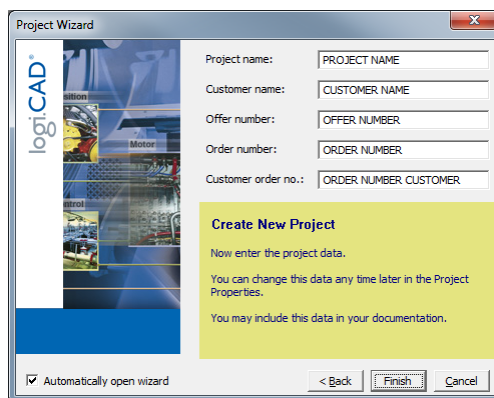 Project Wizard
logi.CAD®
sition
Motor
ntrol
Project name: PROJECT NAME
Customer name: CUSTOMER NAME
Offer number: OFFER NUMBER
Order number: ORDER NUMBER
Customer order no.: ORDER NUMBER CUSTOMER
Create New Project
Now enter the project data.
You can change this data any time later in the Project
Properties.
You may include this data in your documentation.
Automatically open wizard
< Back Finish Cancel